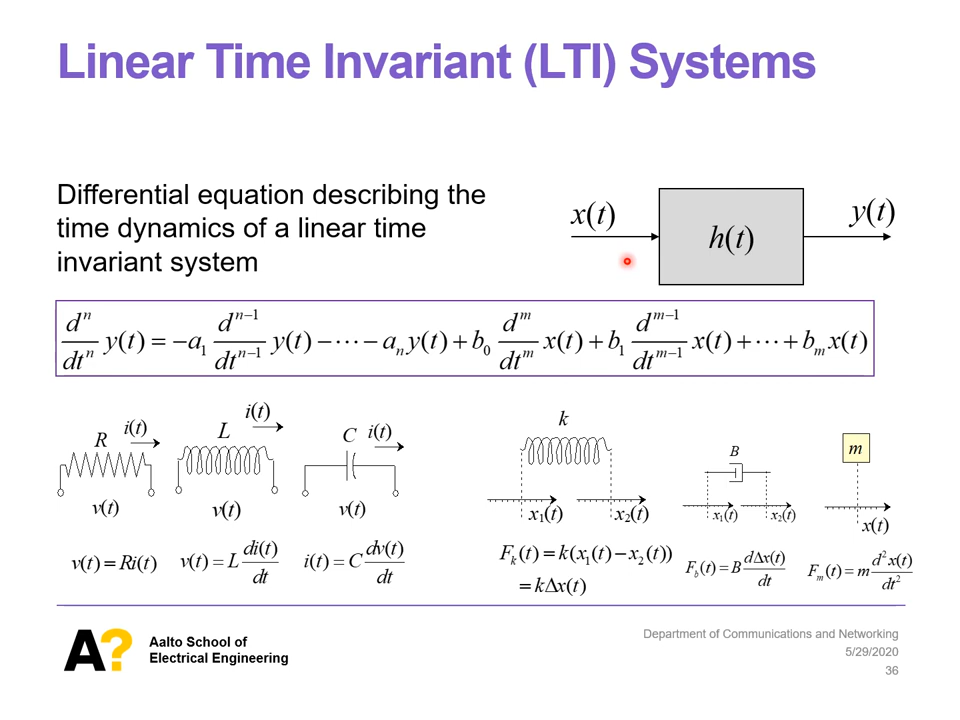 Linear Time Invariant (LTI) Systems
Differential equation describing the
time dynamics of a linear time
invariant system
x(t)
h(t)
y(t)
d^n/dt^n y(t) = −a_1 d^{n−1}/dt^{n−1} y(t) − ⋯ − a_n y(t) + b_0 d^m/dt^m x(t) + b_1 d^{m−1}/dt^{m−1} x(t) + ⋯ + b_m x(t)
R i(t)
v(t)
v(t) = Ri(t)
L i(t)
v(t)
v(t) = L di(t)/dt
C i(t)
v(t)
i(t) = C dv(t)/dt
k
x_1(t) x_2(t)
F_k(t) = k(x_1(t) − x_2(t))
= kΔx(t)
B
x_1(t) x_2(t)
F_b(t) = B dΔx(t)/dt
m
x(t)
F_m(t) = m d^2x(t)/dt^2
A?
Aalto School of
Electrical Engineering
Department of Communications and Networking
5/29/2020
36